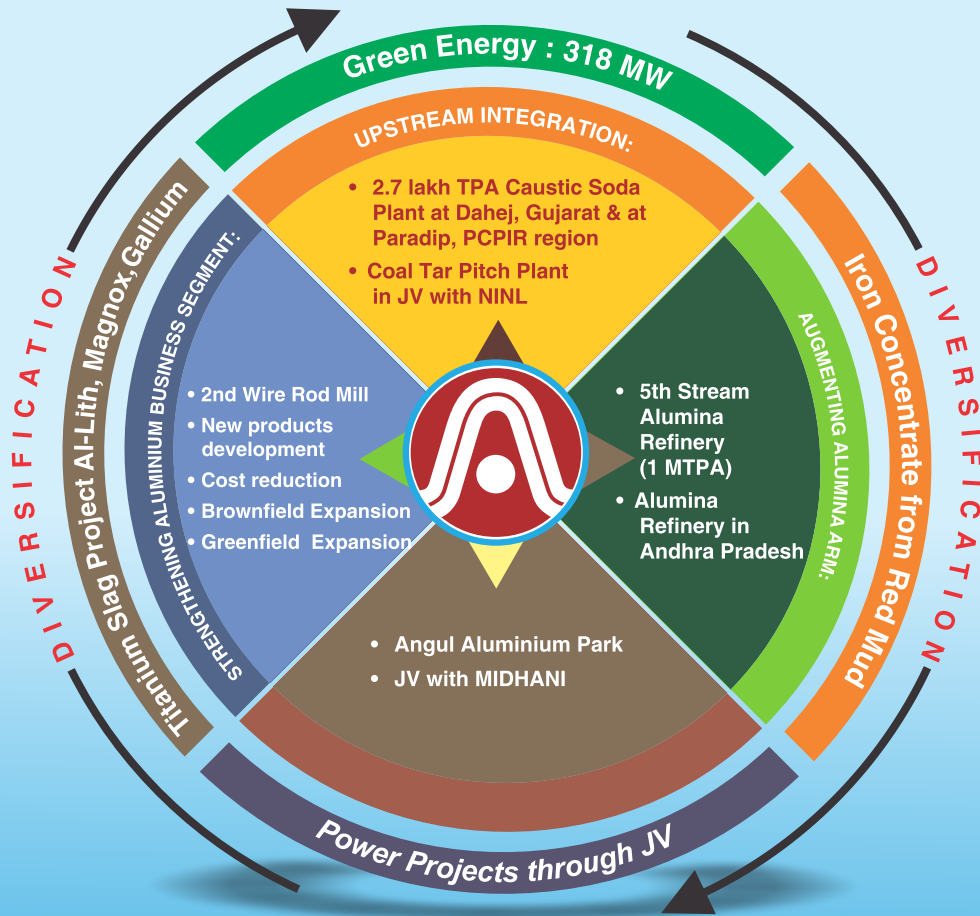 Green Energy : 318 MW
UPSTREAM INTEGRATION:
• 2.7 lakh TPA Caustic Soda
Plant at Dahej, Gujarat & at
Paradip, PCPIR region
• Coal Tar Pitch Plant
in JV with NINL
DIVERSIFICATION
Titanium Slag Project Al-Lith, Magnox,Gallium
STRENGTHENING ALUMINIUM BUSINESS SEGMENT:
• 2nd Wire Rod Mill
• New products
development
• Cost reduction
• Brownfield Expansion
• Greenfield Expansion
• 5th Stream
Alumina
Refinery
(1 MTPA)
• Alumina
Refinery in
Andhra Pradesh
AUGMENTING ALUMINA ARM:
Iron Concentrate from Red Mud
DIVERSIFICATION
• Angul Aluminium Park
• JV with MIDHANI
Power Projects through JV